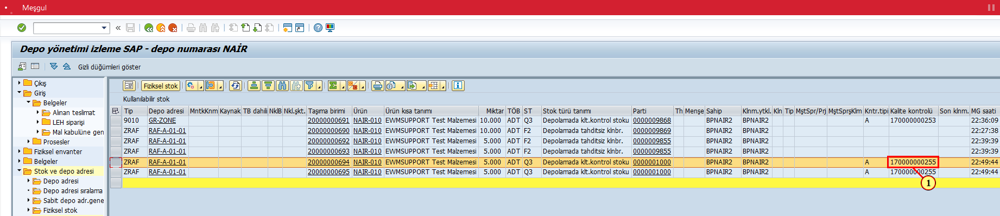 Meşgul
«
Depo yönetimi izleme SAP - depo numarası NAİR
Gizli düğümleri göster
Çıkış
Giriş
Belgeler
Alınan teslimat
LEH siparişi
Mal kabulüne gen
Prosesler
Fiziksel envanter
Belgeler
Stok ve depo adresi
Depo adresi
Depo adresi sıralama
Sabit depo adr.gene
Fiziksel stok
Fiziksel stok
Kullanılabilir stok
Tip Depo adresi MntkKnm Kaynak TB dahili NklB Nkl.şkt. Taşıma birimi Ürün Ürün kısa tanımı Miktar TÖB ST Stok türü tanımı Parti Th Menşe Sahip Klnm.ytkl. Kln Tip MştSpr/Prj MştSprşKlm Kntr.tipi Kalite kontrolü Son klnm. MG saati
9010 GR-ZONE 20000000691 NAIR-010 EWMSUPPORT Test Malzemesi 10.000 ADT Q3 Depolamada klt.kontrol stoku 0000009868 BPNAIR2 BPNAIR2 A 170000000253 22:36:09
ZRAF RAF-A-01-01 20000000690 NAIR-010 EWMSUPPORT Test Malzemesi 10.000 ADT F2 Depolamada tahditsiz klnbr. 0000009869 BPNAIR2 BPNAIR2 22:27:38
ZRAF RAF-A-01-01 20000000692 NAIR-010 EWMSUPPORT Test Malzemesi 5.000 ADT F2 Depolamada tahditsiz klnbr. 0000009855 BPNAIR2 BPNAIR2 22:39:39
ZRAF RAF-A-01-01 20000000693 NAIR-010 EWMSUPPORT Test Malzemesi 5.000 ADT F2 Depolamada tahditsiz klnbr. 0000009855 BPNAIR2 BPNAIR2 22:39:39
ZRAF RAF-A-01-01 20000000694 NAIR-010 EWMSUPPORT Test Malzemesi 5.000 ADT Q3 Depolamada klt.kontrol stoku 0000001000 BPNAIR2 BPNAIR2 A 170000000255 22:49:44
ZRAF RAF-A-01-01 20000000695 NAIR-010 EWMSUPPORT Test Malzemesi 5.000 ADT Q3 Depolamada klt.kontrol stoku 0000001000 BPNAIR2 BPNAIR2 A 170000000255 22:49:44
1